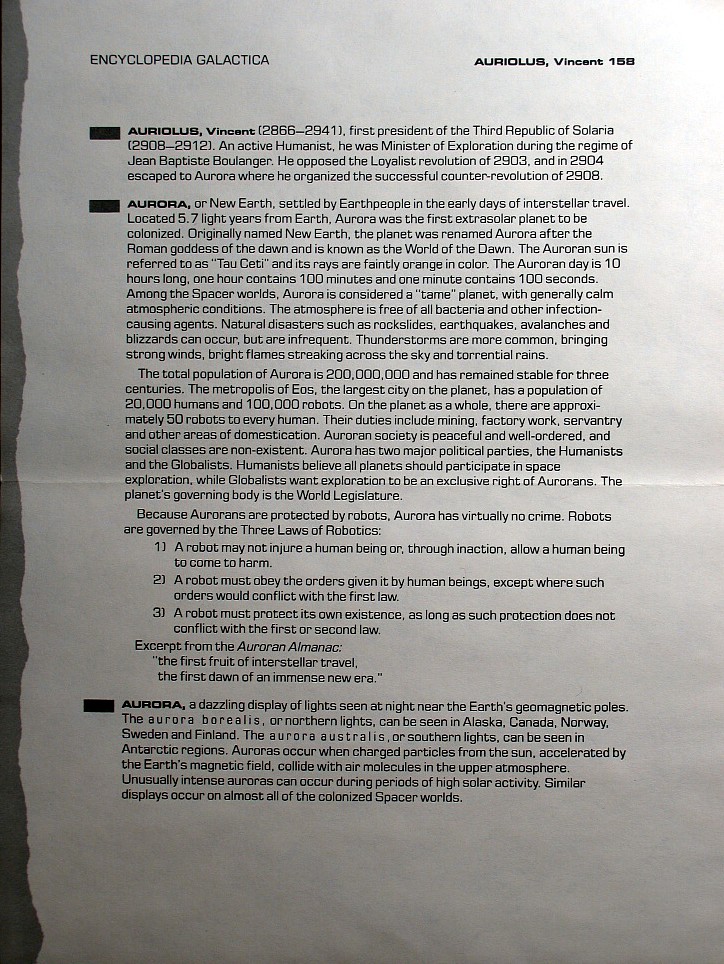 ENCYCLOPEDIA GALACTICA
AURIOLUS, Vincent 158
AURIOLUS, Vincent (2866–2941), first president of the Third Republic of Solaria
(2908–2912). An active Humanist, he was Minister of Exploration during the regime of
Jean Baptiste Boulanger. He opposed the Loyalist revolution of 2903, and in 2904
escaped to Aurora where he organized the successful counter-revolution of 2908.
AURORA, or New Earth, settled by Earthpeople in the early days of interstellar travel.
Located 5.7 light years from Earth, Aurora was the first extrasolar planet to be
colonized. Originally named New Earth, the planet was renamed Aurora after the
Roman goddess of the dawn and is known as the World of the Dawn. The Auroran sun is
referred to as "Tau Ceti" and its rays are faintly orange in color. The Auroran day is 10
hours long, one hour contains 100 minutes and one minute contains 100 seconds.
Among the Spacer worlds, Aurora is considered a "tame" planet, with generally calm
atmospheric conditions. The atmosphere is free of all bacteria and other infection-
causing agents. Natural disasters such as rockslides, earthquakes, avalanches and
blizzards can occur, but are infrequent. Thunderstorms are more common, bringing
strong winds, bright flames streaking across the sky and torrential rains.
The total population of Aurora is 200,000,000 and has remained stable for three
centuries. The metropolis of Eos, the largest city on the planet, has a population of
20,000 humans and 100,000 robots. On the planet as a whole, there are approxi-
mately 50 robots to every human. Their duties include mining, factory work, servantry
and other areas of domestication. Auroran society is peaceful and well-ordered, and
social classes are non-existent. Aurora has two major political parties, the Humanists
and the Globalists. Humanists believe all planets should participate in space
exploration, while Globalists want exploration to be an exclusive right of Aurorans. The
planet's governing body is the World Legislature.
Because Aurorans are protected by robots, Aurora has virtually no crime. Robots
are governed by the Three Laws of Robotics:
1) A robot may not injure a human being or, through inaction, allow a human being
to come to harm.
2) A robot must obey the orders given it by human beings, except where such
orders would conflict with the first law.
3) A robot must protect its own existence, as long as such protection does not
conflict with the first or second law.
Excerpt from the Auroran Almanac:
"the first fruit of interstellar travel,
the first dawn of an immense new era."
AURORA, a dazzling display of lights seen at night near the Earth's geomagnetic poles.
The aurora borealis, or northern lights, can be seen in Alaska, Canada, Norway,
Sweden and Finland. The aurora australis, or southern lights, can be seen in
Antarctic regions. Auroras occur when charged particles from the sun, accelerated by
the Earth's magnetic field, collide with air molecules in the upper atmosphere.
Unusually intense auroras can occur during periods of high solar activity. Similar
displays occur on almost all of the colonized Spacer worlds.